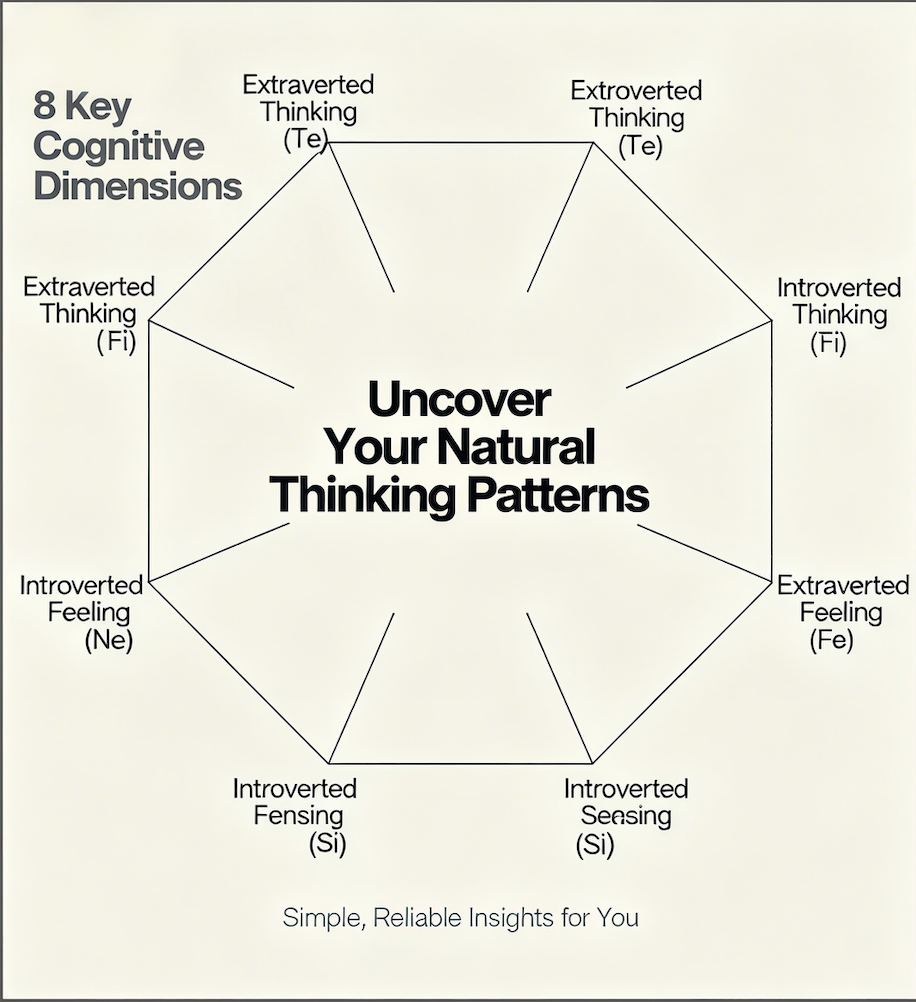 8 Key
Cognitive
Dimensions
Extraverted
Thinking
(Te)
Extroverted
Thinking
(Te)
Extraverted
Thinking
(Fi)
Introverted
Thinking
(Fi)
Uncover
Your Natural
Thinking Patterns
Introverted
Feeling
(Ne)
Extraverted
Feeling
(Fe)
Introverted
Fensing
(Si)
Introverted
Seосsing
(Si)
Simple, Reliable Insights for You